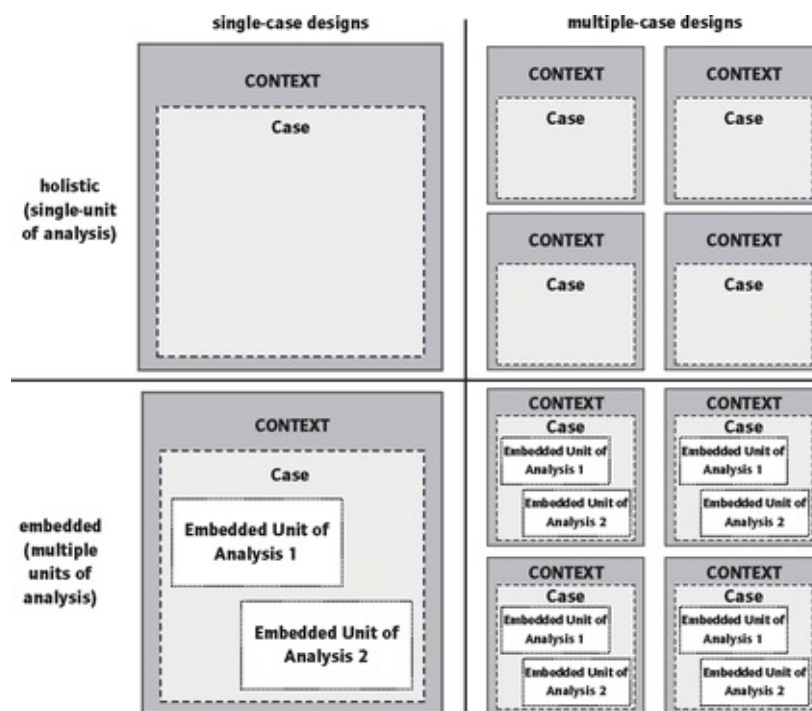 single-case designs
multiple-case designs
CONTEXT
Case
holistic
(single-unit
of analysis)
CONTEXT
Case
CONTEXT
Case
CONTEXT
Case
CONTEXT
Case
CONTEXT
Case
Embedded Unit of
Analysis 1
Embedded Unit of
Analysis 2
embedded
(multiple
units of
analysis)
CONTEXT
Case
Embedded Unit of
Analysis 1
Embedded Unit of
Analysis 2
CONTEXT
Case
Embedded Unit of
Analysis 1
Embedded Unit of
Analysis 2
CONTEXT
Case
Embedded Unit of
Analysis 1
Embedded Unit of
Analysis 2
CONTEXT
Case
Embedded Unit of
Analysis 1
Embedded Unit of
Analysis 2